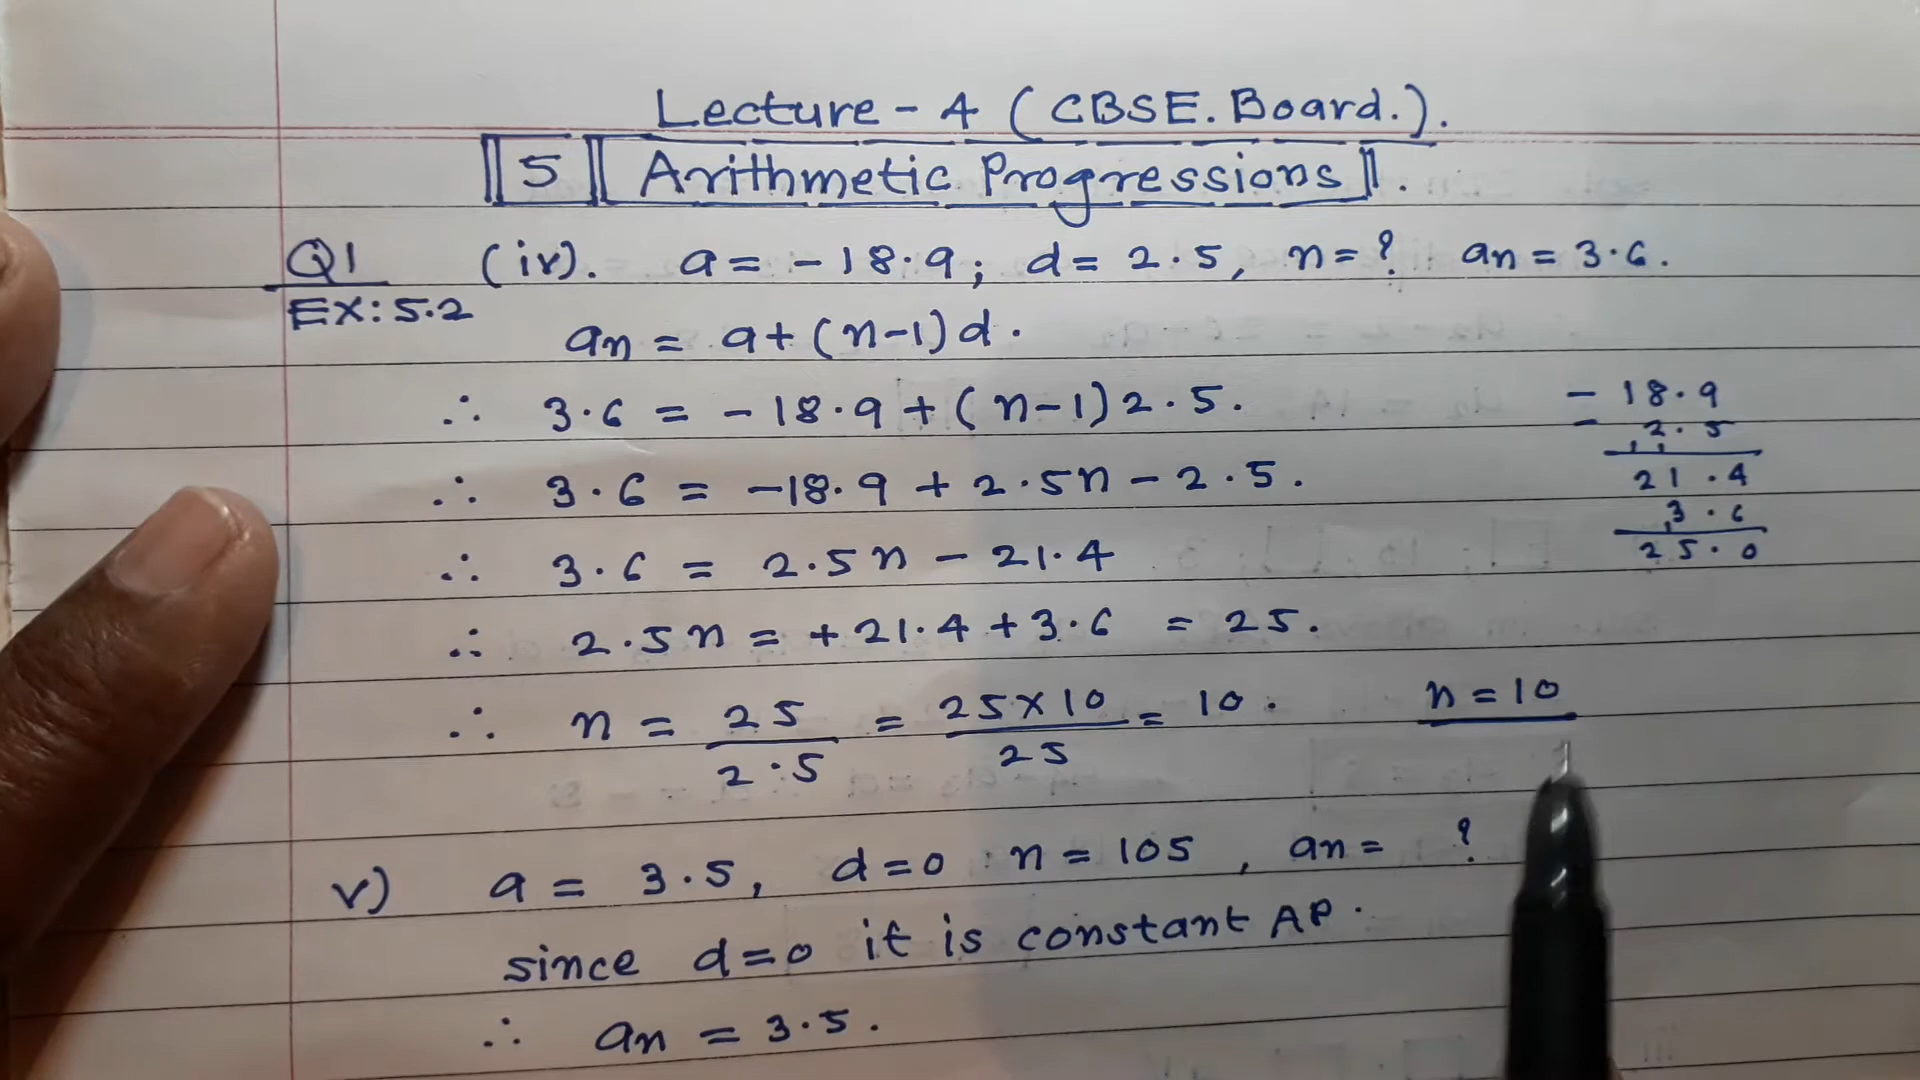 Lecture - 4 (CBSE. Board.).
5 Arithmetic Progressions.
Q1 (iv). a = - 18.9; d = 2.5, n = ? an = 3.6.
EX: 5.2
an = a + (n-1) d.
∴ 3.6 = - 18.9 + (n-1) 2.5.
∴ 3.6 = -18.9 + 2.5n - 2.5.
∴ 3.6 = 2.5n - 21.4
∴ 2.5n = +21.4 + 3.6 = 25.
∴ n = 25/2.5 = 25×10/25 = 10. n = 10
- 18.9
- 2.5
21.4
3.6
25.0
v) a = 3.5, d=0 n = 105, an = ?
since d=0 it is constant AP.
∴ an = 3.5.